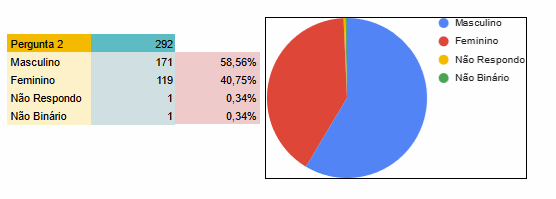 Pergunta 2 292
Masculino 171 58,56%
Feminino 119 40,75%
Não Respondo 1 0,34%
Não Binário 1 0,34%
Masculino
Feminino
Não Respondo
Não Binário